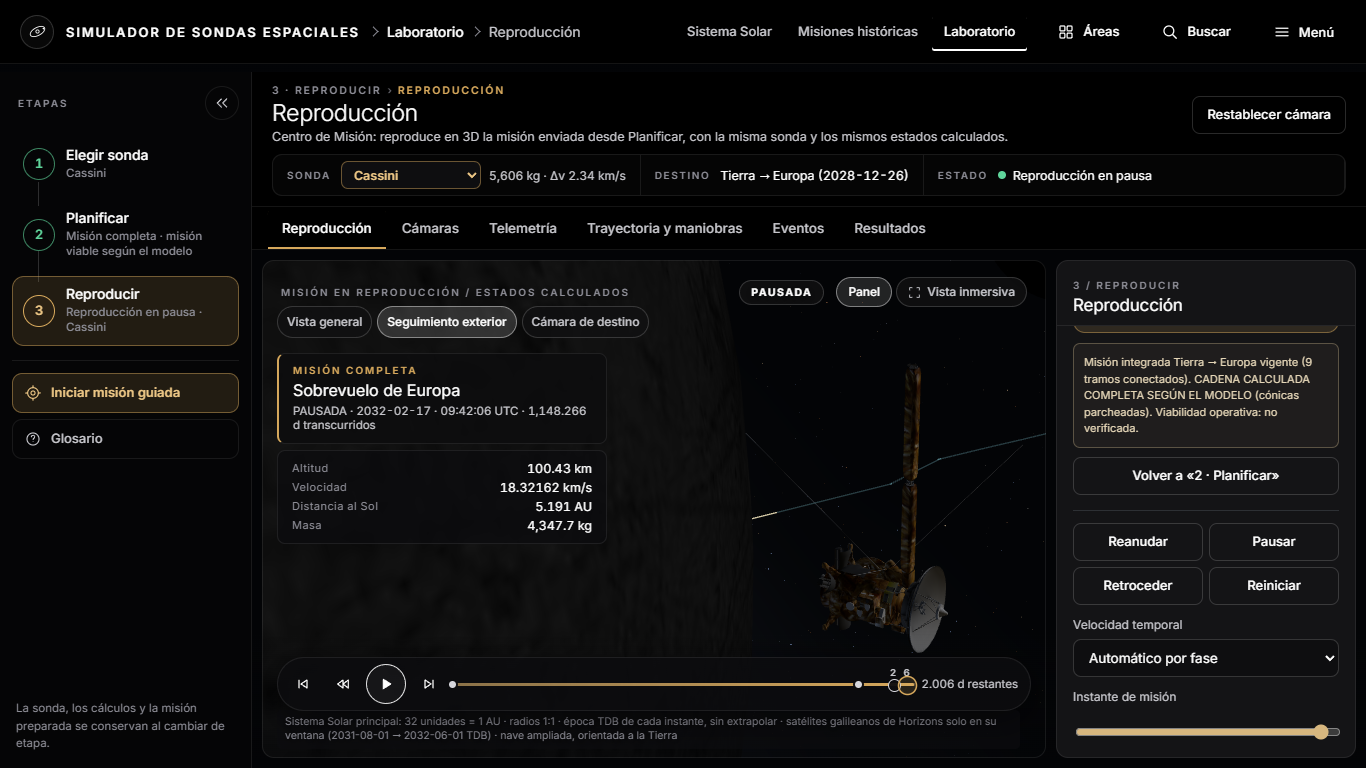 SIMULADOR DE SONDAS ESPACIALES > Laboratorio > Reproducción
Sistema Solar
Misiones históricas
Laboratorio
Áreas
Buscar
Menú
ETAPAS
1
Elegir sonda
Cassini
2
Planificar
Misión completa · misión
viable según el modelo
3
Reproducir
Reproducción en pausa ·
Cassini
Iniciar misión guiada
Glosario
La sonda, los cálculos y la misión
preparada se conservan al cambiar de
etapa.
3 · REPRODUCIR › REPRODUCCIÓN
Reproducción
Centro de Misión: reproduce en 3D la misión enviada desde Planificar, con la misma sonda y los mismos estados calculados.
Restablecer cámara
SONDA Cassini 5,606 kg · Δv 2.34 km/s
DESTINO Tierra → Europa (2028-12-26)
ESTADO Reproducción en pausa
Reproducción
Cámaras
Telemetría
Trayectoria y maniobras
Eventos
Resultados
MISIÓN EN REPRODUCCIÓN / ESTADOS CALCULADOS
PAUSADA
Panel
Vista inmersiva
Vista general
Seguimiento exterior
Cámara de destino
MISIÓN COMPLETA
Sobrevuelo de Europa
PAUSADA · 2032-02-17 · 09:42:06 UTC · 1,148.266
d transcurridos
Altitud 100.43 km
Velocidad 18.32162 km/s
Distancia al Sol 5.191 AU
Masa 4,347.7 kg
2 6
2.006 d restantes
Sistema Solar principal: 32 unidades = 1 AU · radios 1:1 · época TDB de cada instante, sin extrapolar · satélites galileanos de Horizons solo en su
ventana (2031-08-01 → 2032-06-01 TDB) · nave ampliada, orientada a la Tierra
3 / REPRODUCIR
Reproducción
Misión integrada Tierra → Europa vigente (9
tramos conectados). CADENA CALCULADA
COMPLETA SEGÚN EL MODELO (cónicas
parcheadas). Viabilidad operativa: no
verificada.
Volver a «2 · Planificar»
Reanudar
Pausar
Retroceder
Reiniciar
Velocidad temporal
Automático por fase
Instante de misión